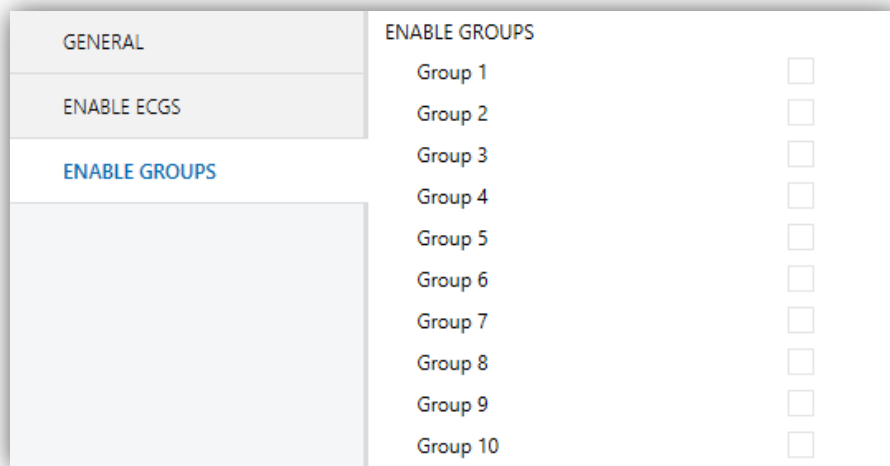 GENERAL
ENABLE ECGS
ENABLE GROUPS
ENABLE GROUPS
Group 1
Group 2
Group 3
Group 4
Group 5
Group 6
Group 7
Group 8
Group 9
Group 10